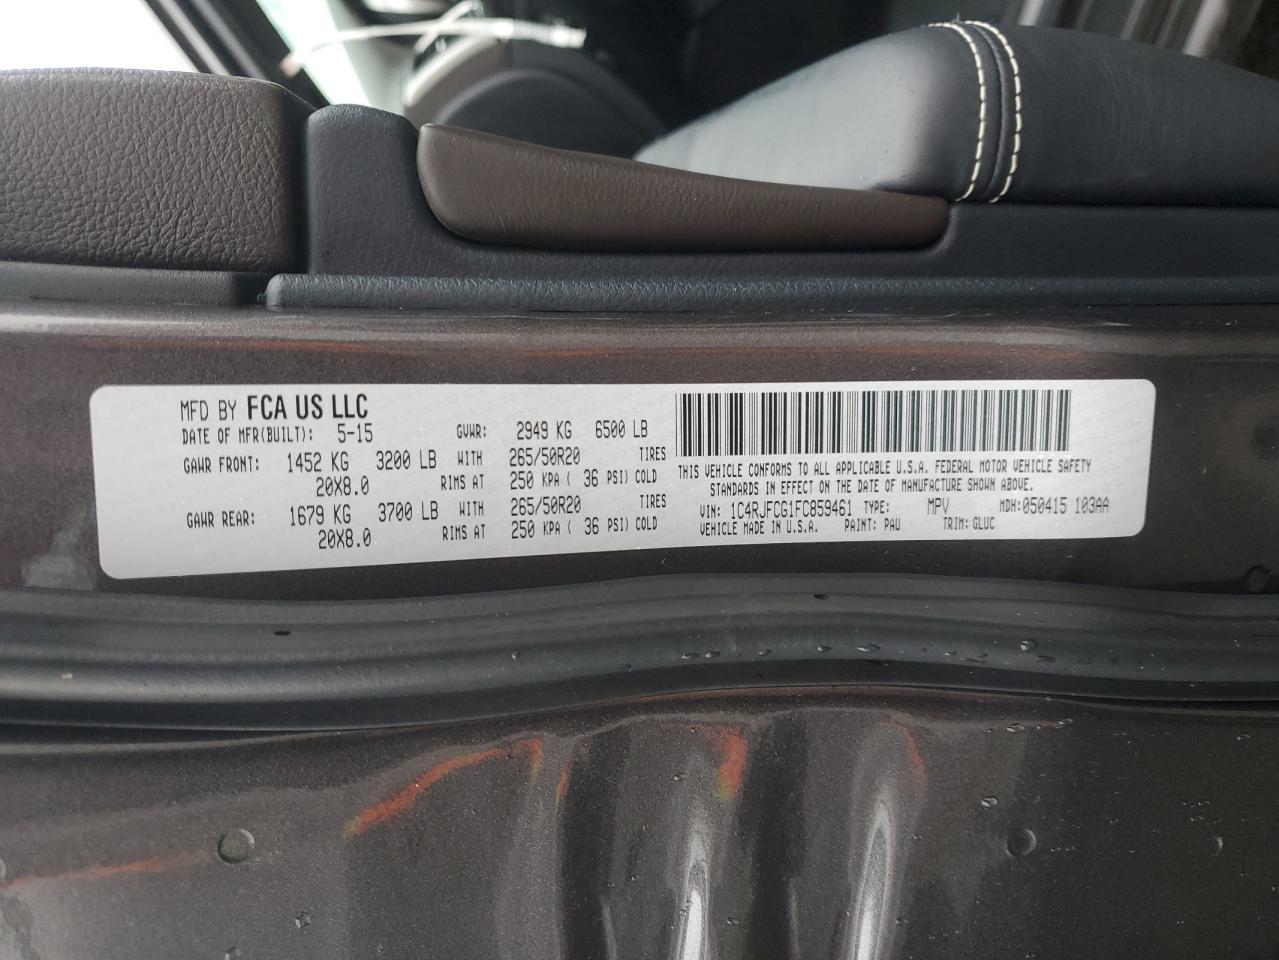 MFD BY FCA US LLC
DATE OF MFR(BUILT): 5-15 GVWR: 2949 KG 6500 LB
GAWR FRONT: 1452 KG 3200 LB WITH 265/50R20 TIRES
20X8.0 RIMS AT 250 KPA ( 36 PSI) COLD
GAWR REAR: 1679 KG 3700 LB WITH 265/50R20 TIRES
20X8.0 RIMS AT 250 KPA ( 36 PSI) COLD
THIS VEHICLE CONFORMS TO ALL APPLICABLE U.S.A. FEDERAL MOTOR VEHICLE SAFETY
STANDARDS IN EFFECT ON THE DATE OF MANUFACTURE SHOWN ABOVE.
VIN: 1C4RJFCG1FC859461 TYPE: MPV MDH:050415 103AA
VEHICLE MADE IN U.S.A. PAINT: PAU TRIM: GLUC